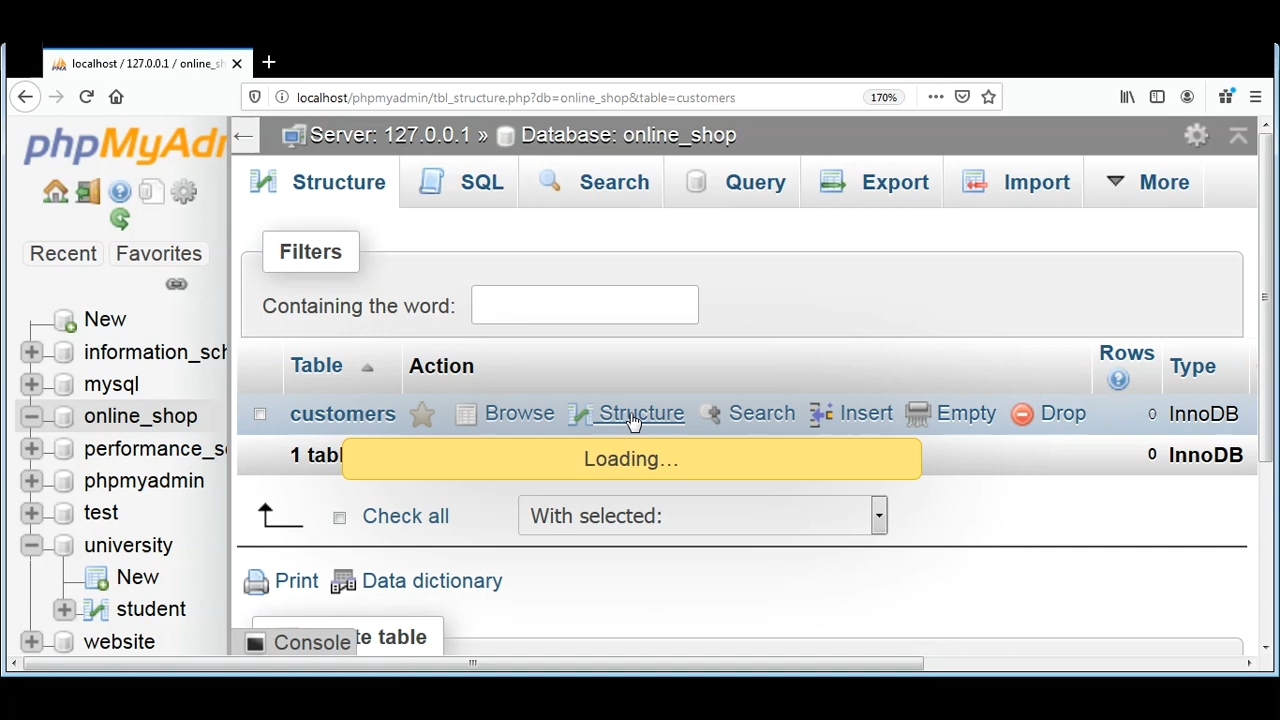 localhost / 127.0.0.1 / online_sh
localhost/phpmyadmin/tbl_structure.php?db=online_shop&table=customers
170%
phpMyAdm
Server: 127.0.0.1 » Database: online_shop
Structure SQL Search Query Export Import More
Recent Favorites
New
information_sch
mysql
online_shop
performance_sc
phpmyadmin
test
university
New
student
website
Filters
Containing the word:
Table Action Rows Type
customers Browse Structure Search Insert Empty Drop 0 InnoDB
1 tabl 0 InnoDB
Loading...
Check all With selected:
Print Data dictionary
te table
Console